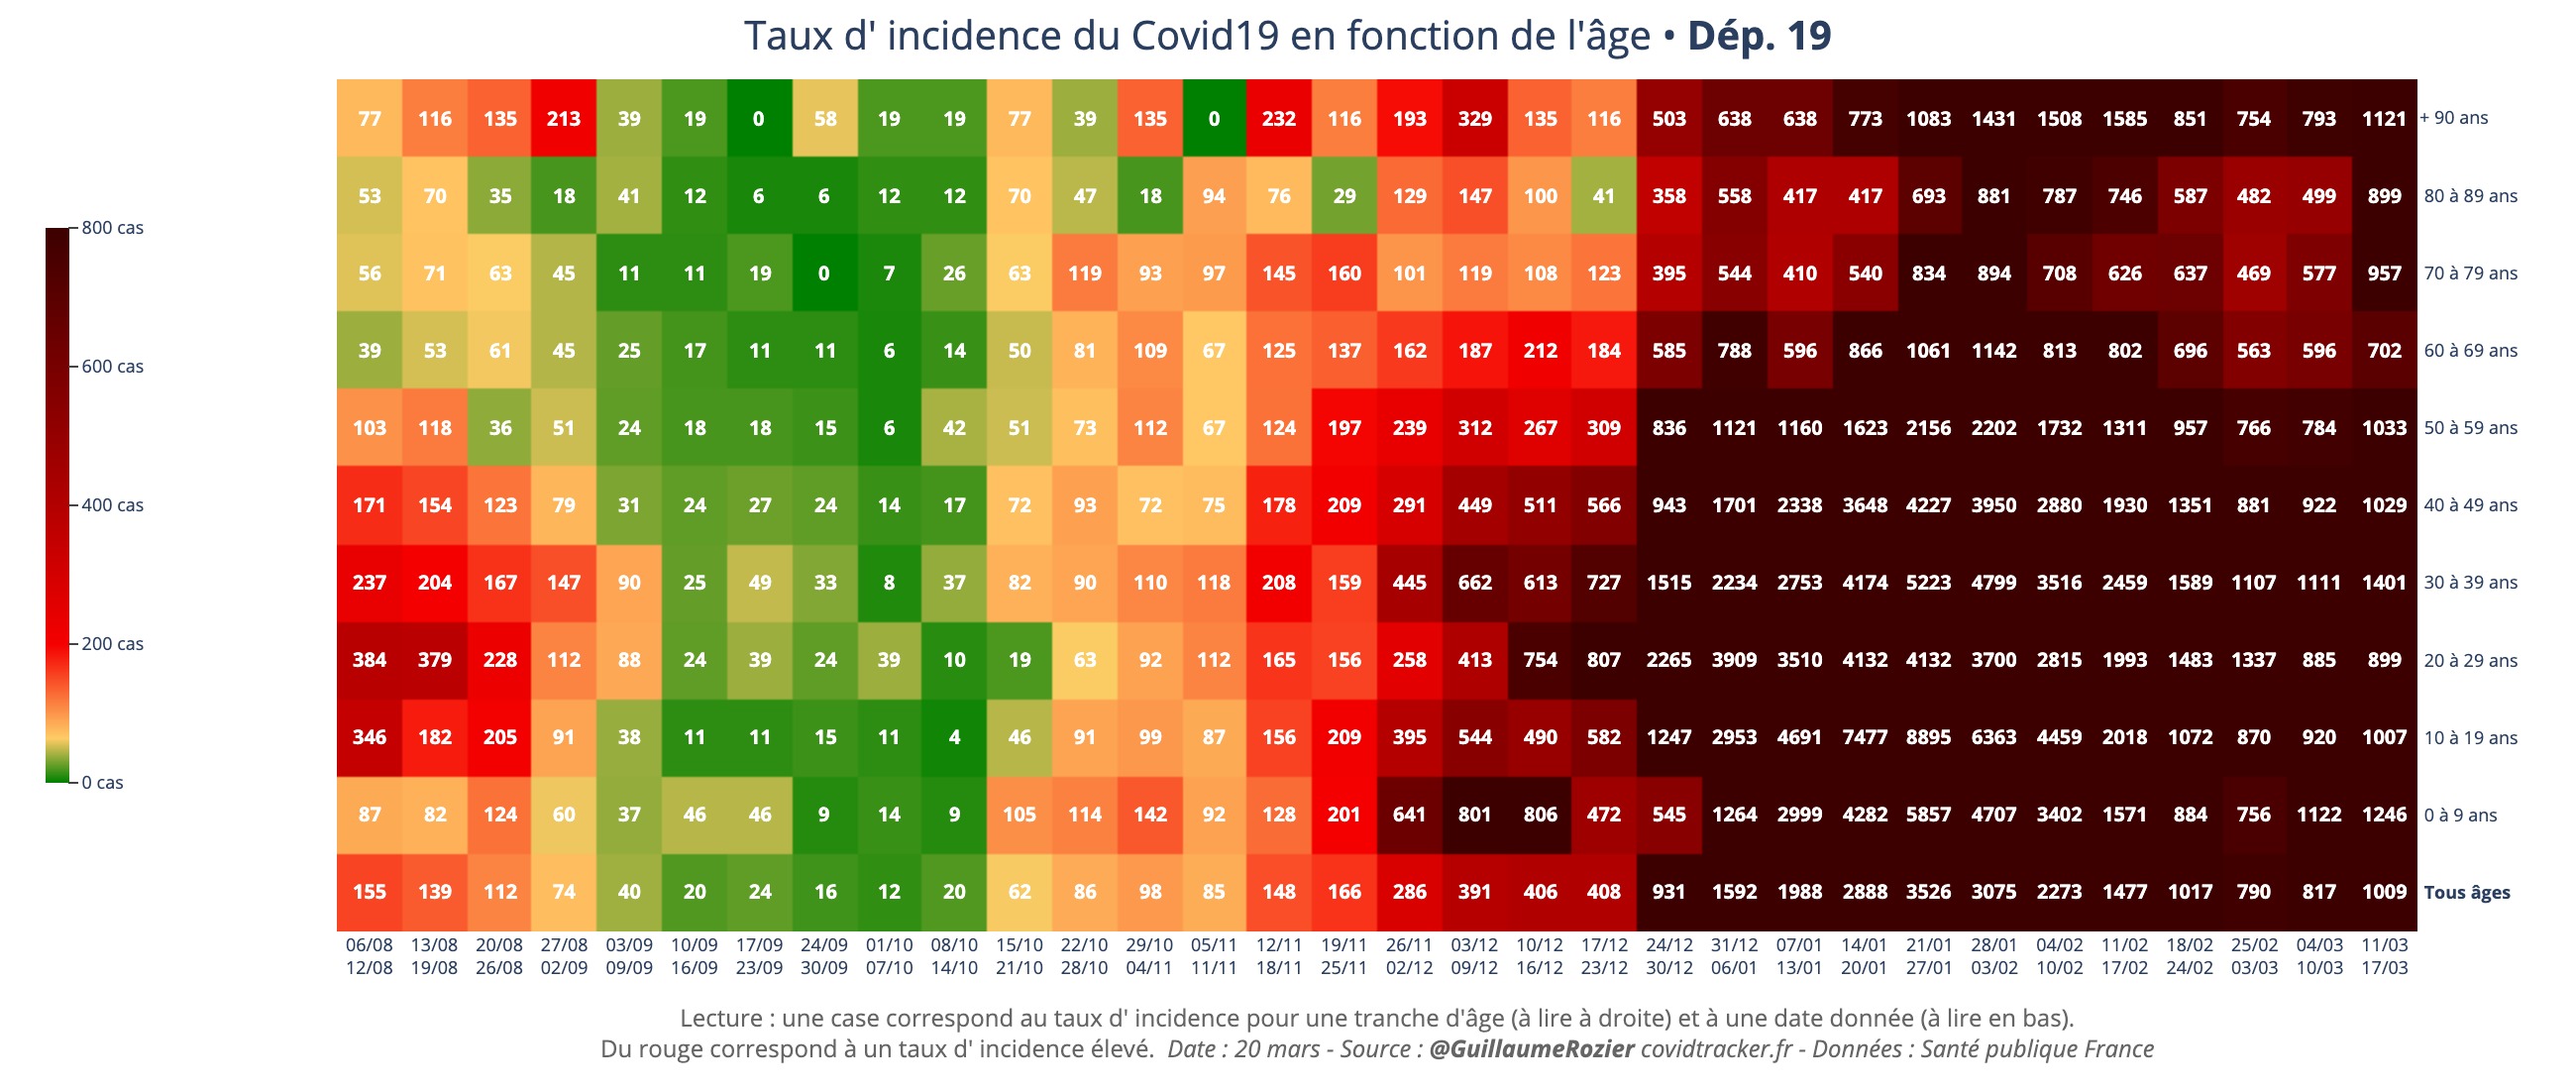 Taux d' incidence du Covid19 en fonction de l'âge • Dép. 19
800 cas
600 cas
400 cas
200 cas
0 cas
77 116 135 213 39 19 0 58 19 19 77 39 135 0 232 116 193 329 135 116 503 638 638 773 1083 1431 1508 1585 851 754 793 1121 + 90 ans
53 70 35 18 41 12 6 6 12 12 70 47 18 94 76 29 129 147 100 41 358 558 417 417 693 881 787 746 587 482 499 899 80 à 89 ans
56 71 63 45 11 11 19 0 7 26 63 119 93 97 145 160 101 119 108 123 395 544 410 540 834 894 708 626 637 469 577 957 70 à 79 ans
39 53 61 45 25 17 11 11 6 14 50 81 109 67 125 137 162 187 212 184 585 788 596 866 1061 1142 813 802 696 563 596 702 60 à 69 ans
103 118 36 51 24 18 18 15 6 42 51 73 112 67 124 197 239 312 267 309 836 1121 1160 1623 2156 2202 1732 1311 957 766 784 1033 50 à 59 ans
171 154 123 79 31 24 27 24 14 17 72 93 72 75 178 209 291 449 511 566 943 1701 2338 3648 4227 3950 2880 1930 1351 881 922 1029 40 à 49 ans
237 204 167 147 90 25 49 33 8 37 82 90 110 118 208 159 445 662 613 727 1515 2234 2753 4174 5223 4799 3516 2459 1589 1107 1111 1401 30 à 39 ans
384 379 228 112 88 24 39 24 39 10 19 63 92 112 165 156 258 413 754 807 2265 3909 3510 4132 4132 3700 2815 1993 1483 1337 885 899 20 à 29 ans
346 182 205 91 38 11 11 15 11 4 46 91 99 87 156 209 395 544 490 582 1247 2953 4691 7477 8895 6363 4459 2018 1072 870 920 1007 10 à 19 ans
87 82 124 60 37 46 46 9 14 9 105 114 142 92 128 201 641 801 806 472 545 1264 2999 4282 5857 4707 3402 1571 884 756 1122 1246 0 à 9 ans
155 139 112 74 40 20 24 16 12 20 62 86 98 85 148 166 286 391 406 408 931 1592 1988 2888 3526 3075 2273 1477 1017 790 817 1009 Tous âges
06/08 13/08 20/08 27/08 03/09 10/09 17/09 24/09 01/10 08/10 15/10 22/10 29/10 05/11 12/11 19/11 26/11 03/12 10/12 17/12 24/12 31/12 07/01 14/01 21/01 28/01 04/02 11/02 18/02 25/02 04/03 11/03
12/08 19/08 26/08 02/09 09/09 16/09 23/09 30/09 07/10 14/10 21/10 28/10 04/11 11/11 18/11 25/11 02/12 09/12 16/12 23/12 30/12 06/01 13/01 20/01 27/01 03/02 10/02 17/02 24/02 03/03 10/03 17/03
Lecture : une case correspond au taux d' incidence pour une tranche d'âge (à lire à droite) et à une date donnée (à lire en bas).
Du rouge correspond à un taux d' incidence élevé. Date : 20 mars - Source : @GuillaumeRozier covidtracker.fr - Données : Santé publique France